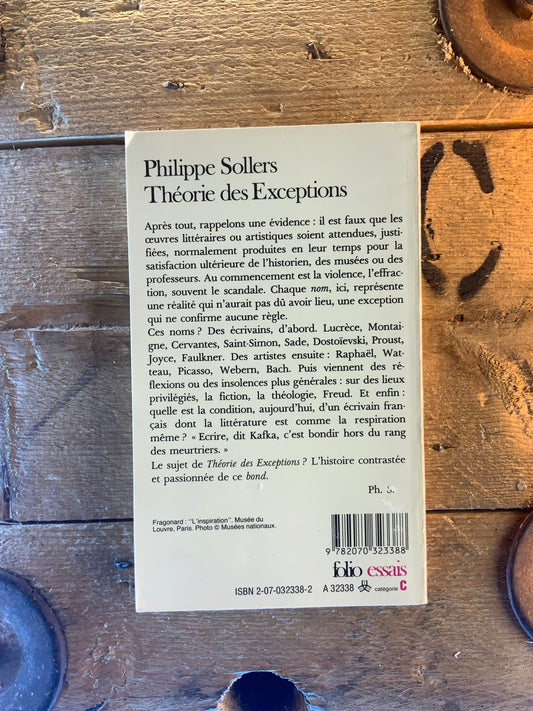 Philippe Sollers
Théorie des Exceptions
Après tout, rappelons une évidence : il est faux que les
œuvres littéraires ou artistiques soient attendues, justi-
fiées, normalement produites en leur temps pour la
satisfaction ultérieure de l'historien, des musées ou des
professeurs. Au commencement est la violence, l'effrac-
tion, souvent le scandale. Chaque nom, ici, représente
une réalité qui n'aurait pas dû avoir lieu, une exception
qui ne confirme aucune règle.
Ces noms ? Des écrivains, d'abord. Lucrèce, Montai-
gne, Cervantes, Saint-Simon, Sade, Dostoïevski, Proust,
Joyce, Faulkner. Des artistes ensuite : Raphaël, Wat-
teau, Picasso, Webern, Bach. Puis viennent des ré-
flexions ou des insolences plus générales : sur des lieux
privilégiés, la fiction, la théologie, Freud. Et enfin :
quelle est la condition, aujourd'hui, d'un écrivain fran-
çais dont la littérature est comme la respiration
même ? « Ecrire, dit Kafka, c'est bondir hors du rang
des meurtriers. »
Le sujet de Théorie des Exceptions ? L'histoire contrastée
et passionnée de ce bond.
Ph. S.
Fragonard : "L'inspiration". Musée du
Louvre, Paris. Photo © Musées nationaux.
9 782070 323388
folio essais
ISBN 2-07-032338-2 A 32338 catégorie C